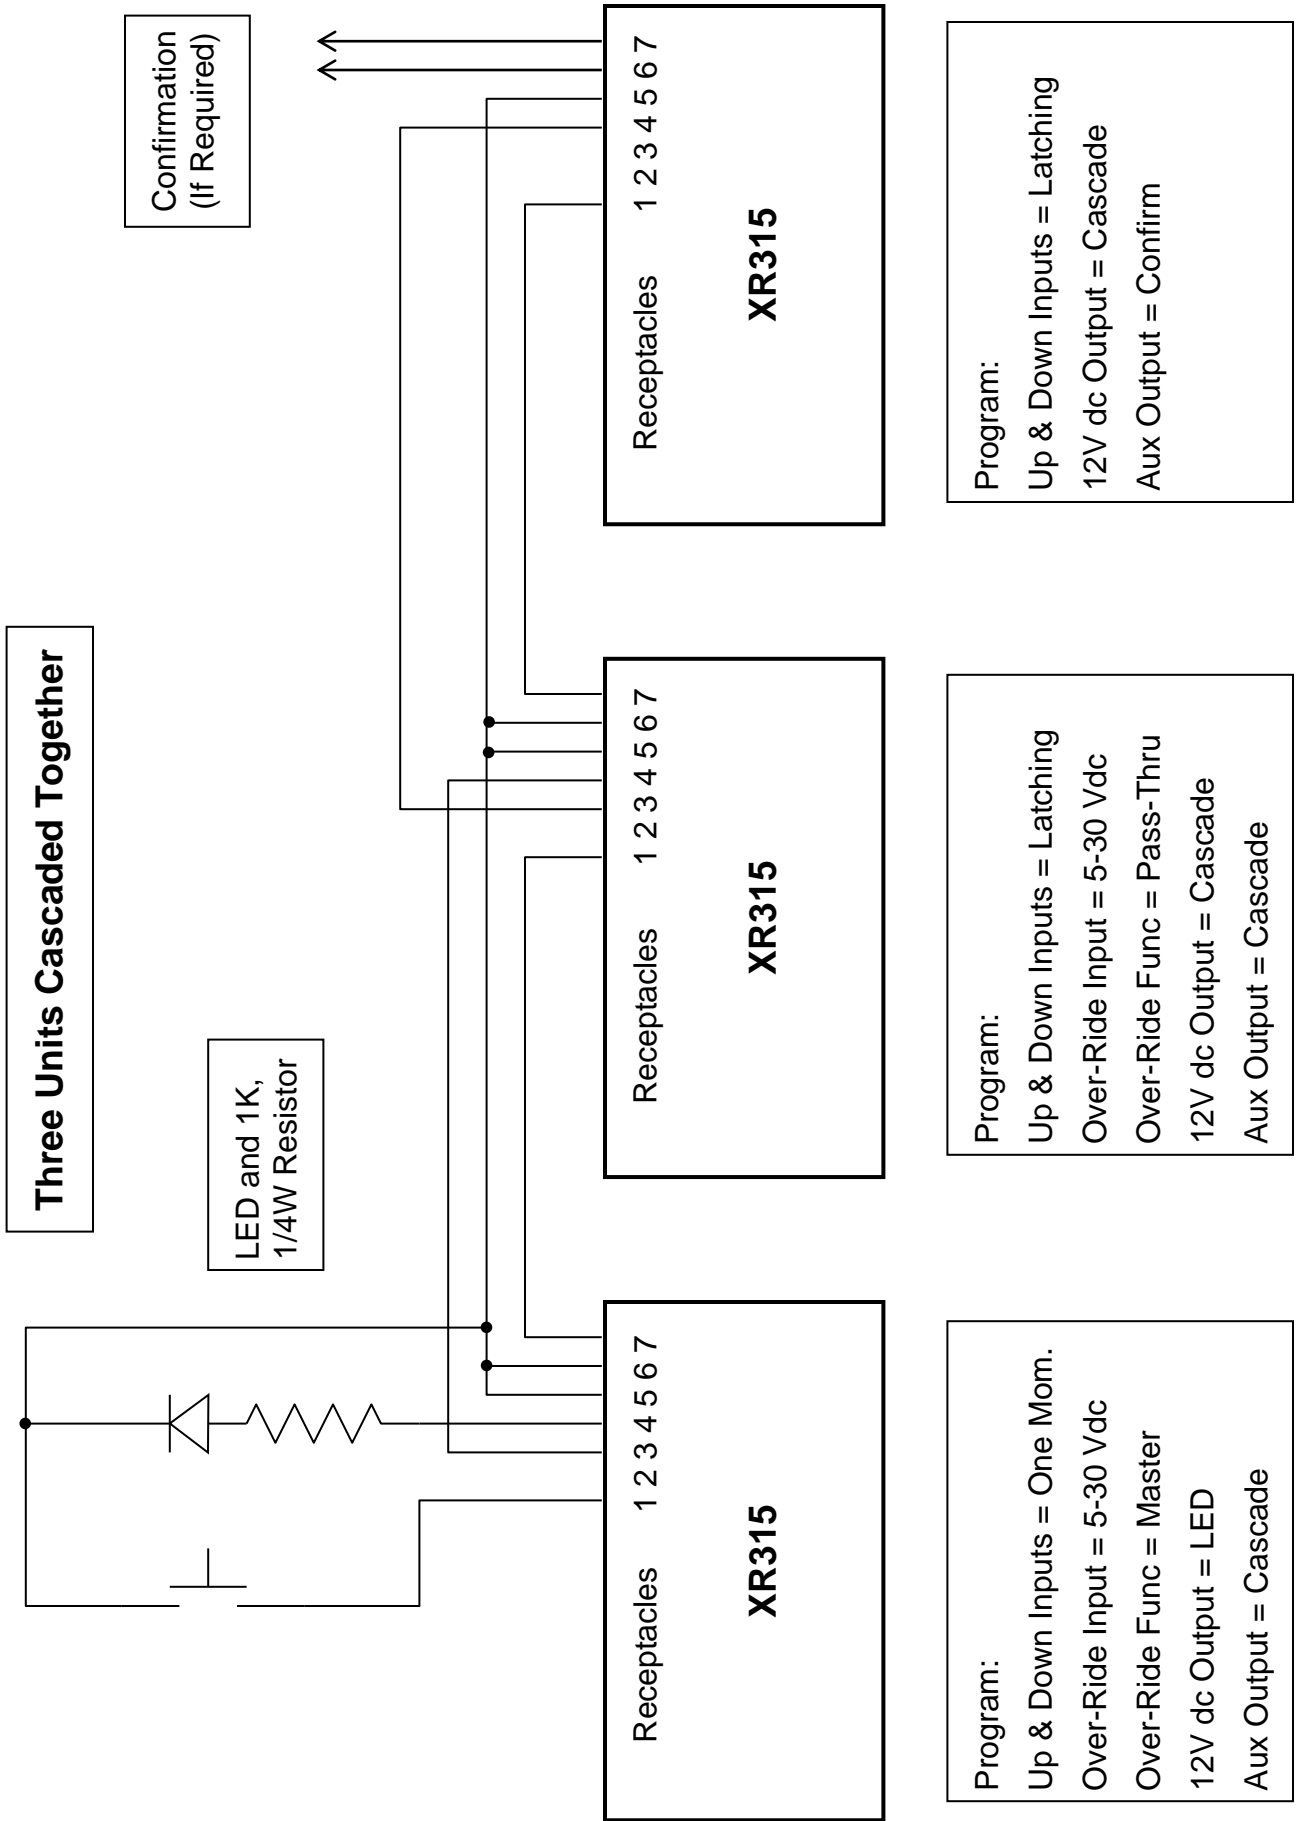 Three Units Cascaded Together
LED and 1K,
1/4W Resistor
Confirmation
(If Required)
1 2 3 4 5 6 7
Receptacles
XR315
1 2 3 4 5 6 7
Receptacles
XR315
1 2 3 4 5 6 7
Receptacles
XR315
Program:
Up & Down Inputs = One Mom.
Over-Ride Input = 5-30 Vdc
Over-Ride Func = Master
12V dc Output = LED
Aux Output = Cascade
Program:
Up & Down Inputs = Latching
Over-Ride Input = 5-30 Vdc
Over-Ride Func = Pass-Thru
12V dc Output = Cascade
Aux Output = Cascade
Program:
Up & Down Inputs = Latching
12V dc Output = Cascade
Aux Output = Confirm